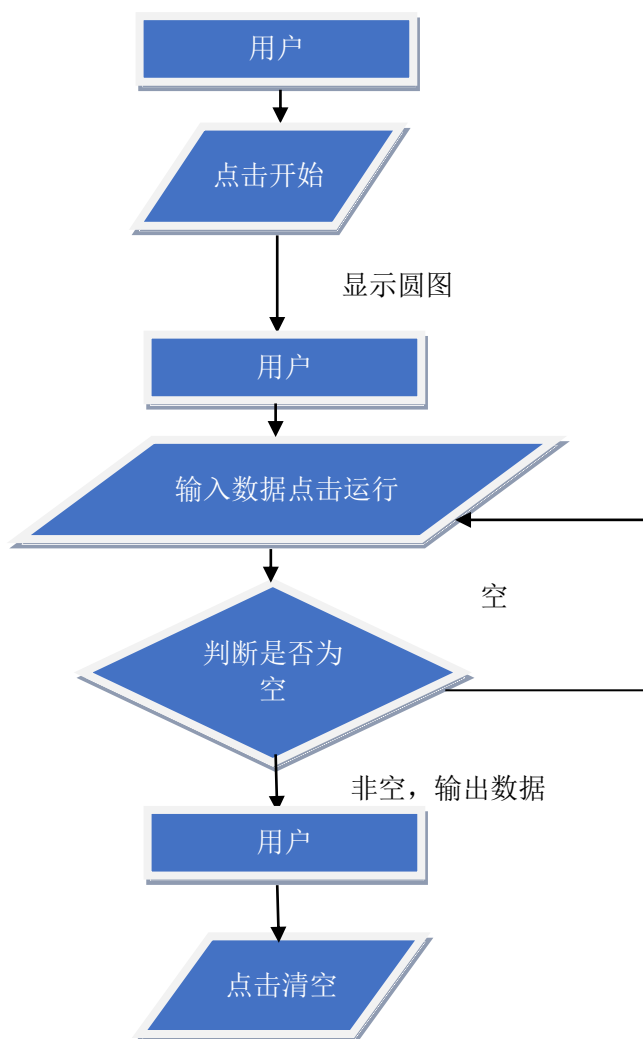 用户
点击开始
显示圆图
用户
输入数据点击运行
空
判断是否为
空
非空，输出数据
用户
点击清空